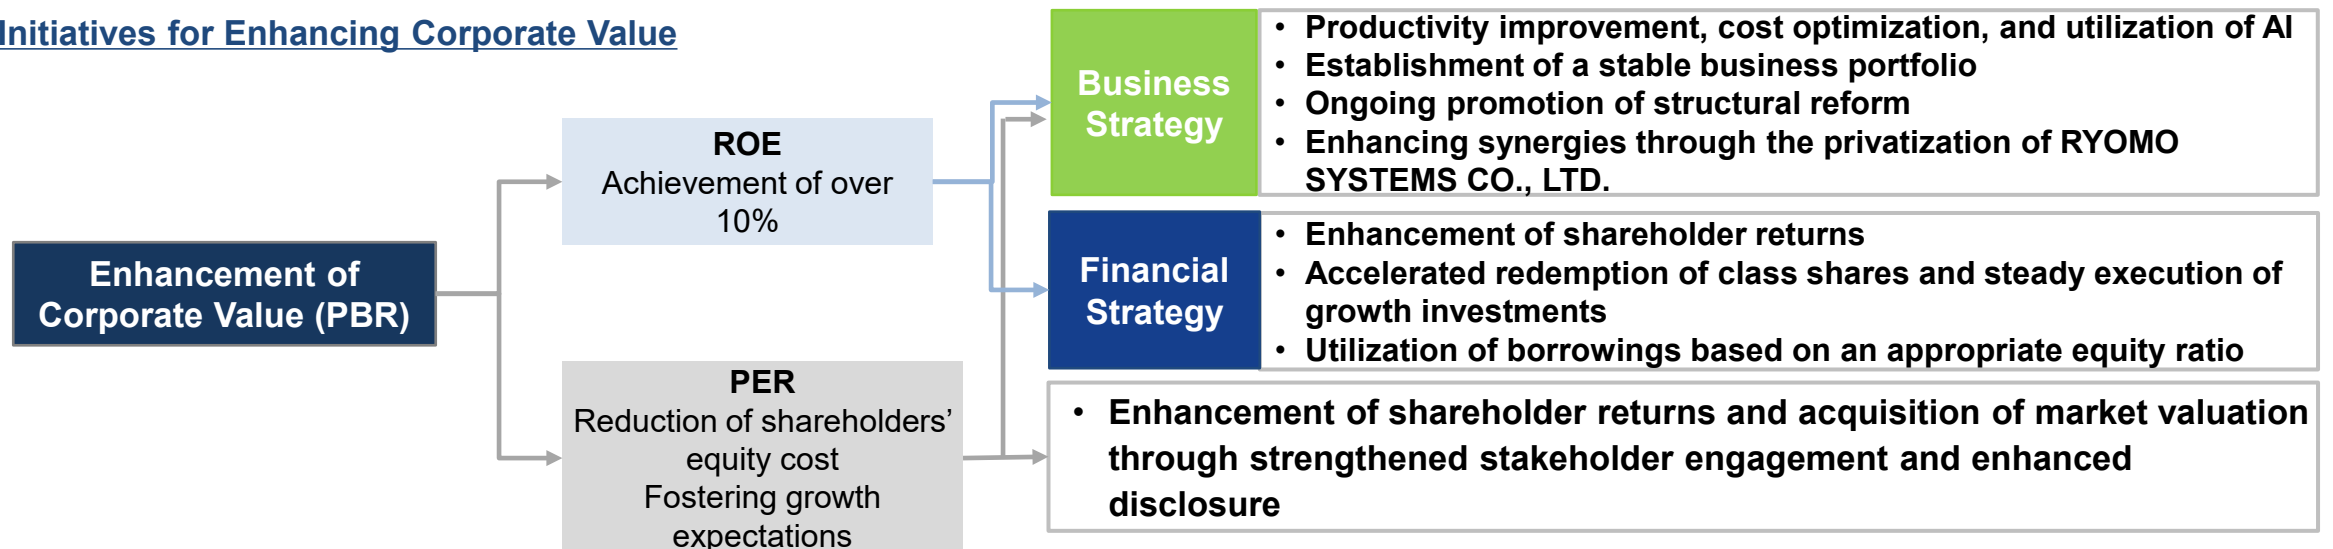 Initiatives for Enhancing Corporate Value
Enhancement of
Corporate Value (PBR)
ROE
Achievement of over
10%
PER
Reduction of shareholders’
equity cost
Fostering growth
expectations
Business
Strategy
• Productivity improvement, cost optimization, and utilization of AI
• Establishment of a stable business portfolio
• Ongoing promotion of structural reform
• Enhancing synergies through the privatization of RYOMO
SYSTEMS CO., LTD.
Financial
Strategy
• Enhancement of shareholder returns
• Accelerated redemption of class shares and steady execution of
growth investments
• Utilization of borrowings based on an appropriate equity ratio
• Enhancement of shareholder returns and acquisition of market valuation
through strengthened stakeholder engagement and enhanced
disclosure